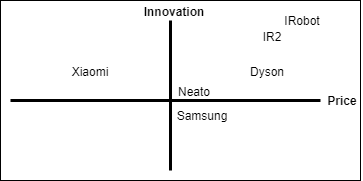 Innovation
IRobot
IR2
Xiaomi
Dyson
Neato
Price
Samsung